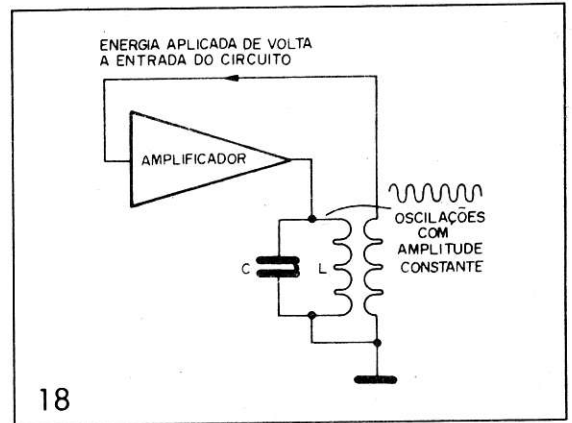 ENERGIA APLICADA DE VOLTA
A ENTRADA DO CIRCUITO
AMPLIFICADOR
OSCILAÇÕES
COM
AMPLITUDE
CONSTANTE
C
L
18